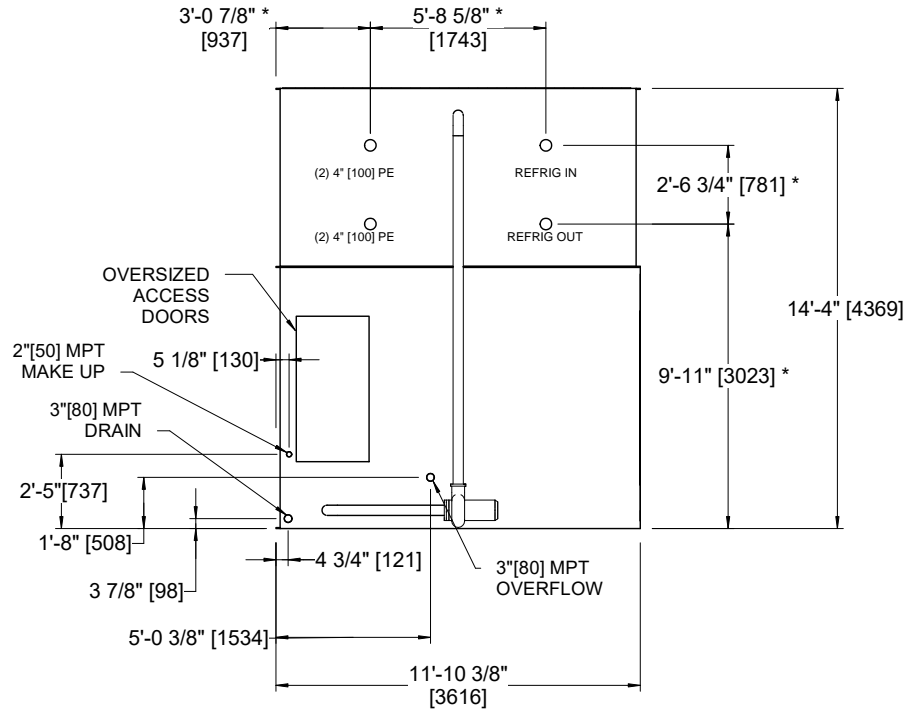 3'-0 7/8" *
[937]
5'-8 5/8" *
[1743]
(2) 4" [100] PE
REFRIG IN
2'-6 3/4" [781] *
(2) 4" [100] PE
REFRIG OUT
OVERSIZED
ACCESS
DOORS
14'-4" [4369]
2"[50] MPT
MAKE UP
5 1/8" [130]
9'-11" [3023] *
3"[80] MPT
DRAIN
2'-5"[737]
1'-8" [508]
4 3/4" [121]
3"[80] MPT
OVERFLOW
3 7/8" [98]
5'-0 3/8" [1534]
11'-10 3/8"
[3616]